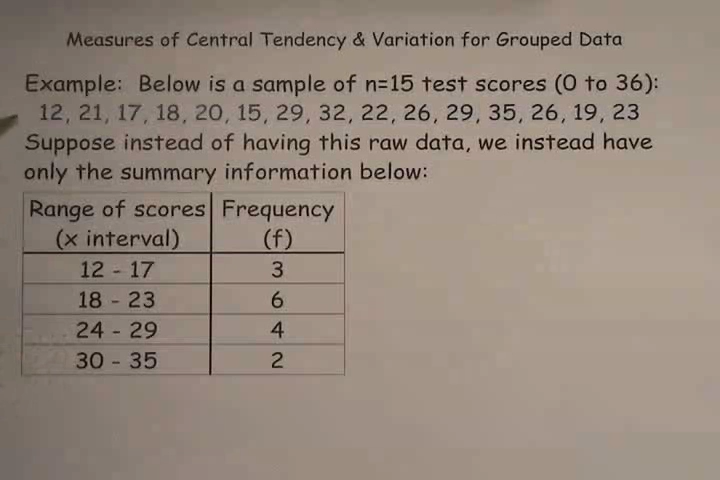 Measures of Central Tendency & Variation for Grouped Data
Example: Below is a sample of n=15 test scores (0 to 36):
12, 21, 17, 18, 20, 15, 29, 32, 22, 26, 29, 35, 26, 19, 23
Suppose instead of having this raw data, we instead have
only the summary information below:
Range of scores Frequency
(x interval) (f)
12 - 17 3
18 - 23 6
24 - 29 4
30 - 35 2